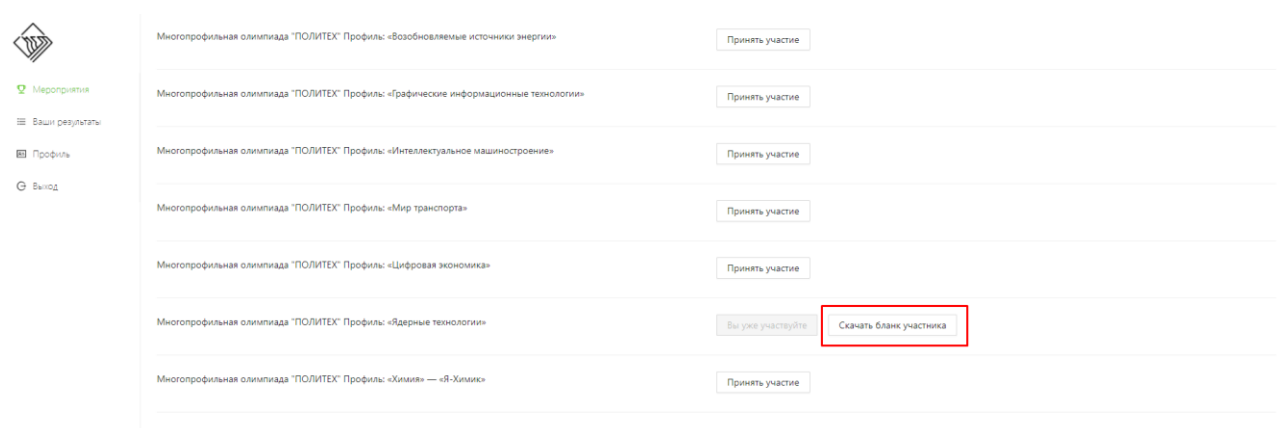 Многопрофильная олимпиада "ПОЛИТЕХ" Профиль: «Возобновляемые источники энергии»
Принять участие
Мероприятия
Многопрофильная олимпиада "ПОЛИТЕХ" Профиль: «Графические информационные технологии»
Принять участие
Ваши результаты
Многопрофильная олимпиада "ПОЛИТЕХ" Профиль: «Интеллектуальное машиностроение»
Принять участие
Профиль
Выход
Многопрофильная олимпиада "ПОЛИТЕХ" Профиль: «Мир транспорта»
Принять участие
Многопрофильная олимпиада "ПОЛИТЕХ" Профиль: «Цифровая экономика»
Принять участие
Многопрофильная олимпиада "ПОЛИТЕХ" Профиль: «Ядерные технологии»
Вы уже участвуйте
Скачать бланк участника
Многопрофильная олимпиада "ПОЛИТЕХ" Профиль: «Химия» — «Я-Химик»
Принять участие